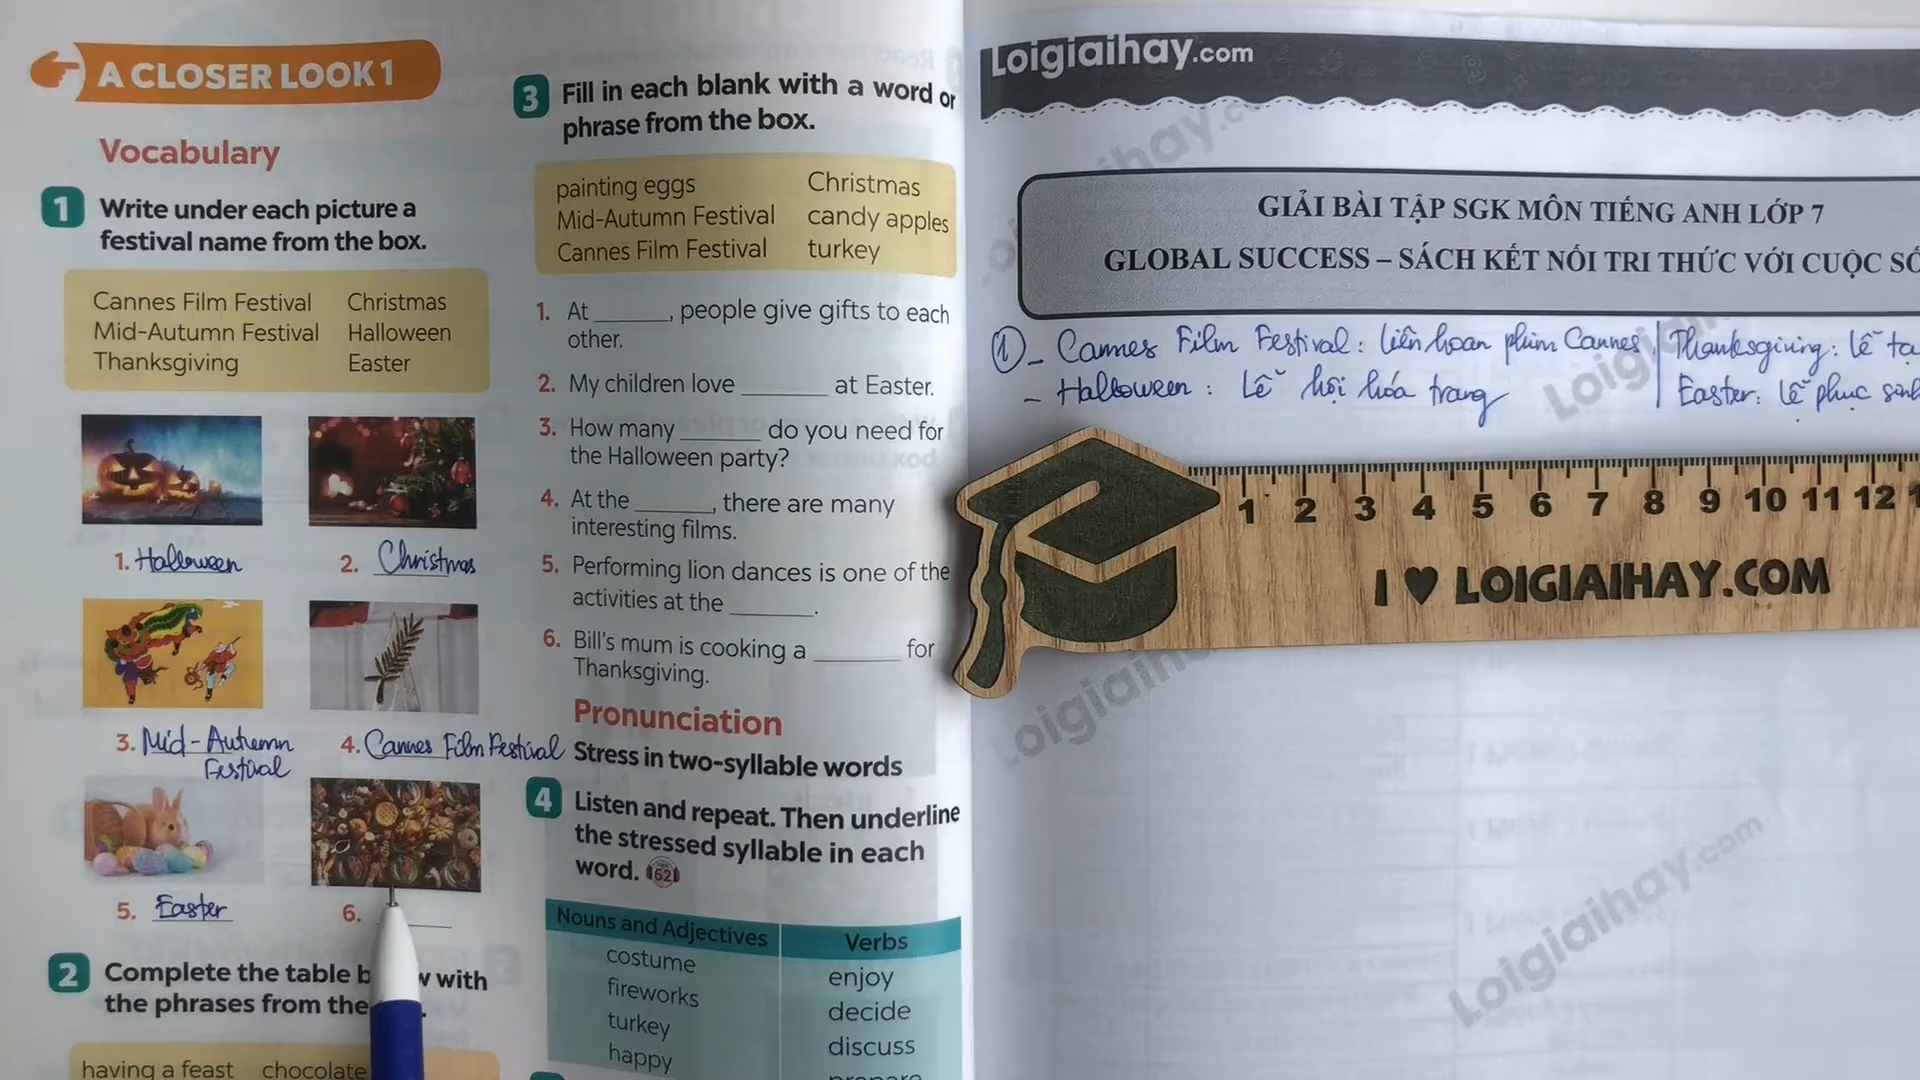 A CLOSER LOOK 1
Vocabulary
1 Write under each picture a
festival name from the box.
Cannes Film Festival Christmas
Mid-Autumn Festival Halloween
Thanksgiving Easter
1. Halloween
2. Christmas
3. Mid-Autumn
Festival
4. Cannes Film Festival
5. Easter
6.
2 Complete the table b w with
the phrases from the
having a feast chocolate
3 Fill in each blank with a word or
phrase from the box.
painting eggs Christmas
Mid-Autumn Festival candy apples
Cannes Film Festival turkey
1. At ______, people give gifts to each
other.
2. My children love ______ at Easter.
3. How many ______ do you need for
the Halloween party?
4. At the ______, there are many
interesting films.
5. Performing lion dances is one of the
activities at the ______.
6. Bill's mum is cooking a ______ for
Thanksgiving.
Pronunciation
Stress in two-syllable words
4 Listen and repeat. Then underline
the stressed syllable in each
word. 62
Nouns and Adjectives Verbs
costume enjoy
fireworks decide
turkey discuss
happy prepare
Loigiaihay.com
GIẢI BÀI TẬP SGK MÔN TIẾNG ANH LỚP 7
GLOBAL SUCCESS – SÁCH KẾT NỐI TRI THỨC VỚI CUỘC SỐ
1 - Cannes Film Festival: liên hoan phim Cannes Thanksgiving: lễ tạ
- Halloween: Lễ hội hóa trang Easter: lễ phục sinh
1 2 3 4 5 6 7 8 9 10 11 12
I ♥ LOIGIAIHAY.COM
Loigiaihay.com